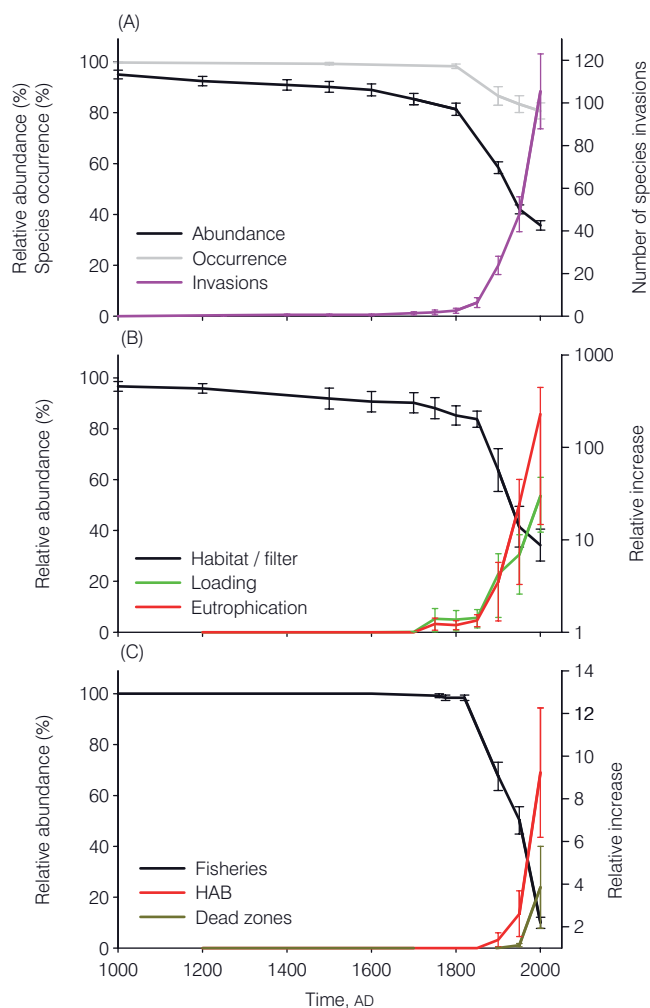 (A)
Relative abundance (%)
Species occurrence (%)
100
80
60
40
20
0
120
100
80
60
40
20
0
Number of species invasions
Abundance
Occurrence
Invasions
(B)
Relative abundance (%)
100
80
60
40
20
0
1000
100
10
1
Relative increase
Habitat / filter
Loading
Eutrophication
(C)
Relative abundance (%)
100
80
60
40
20
0
14
12
10
8
6
4
2
1
Relative increase
Fisheries
HAB
Dead zones
1000 1200 1400 1600 1800 2000
Time, AD